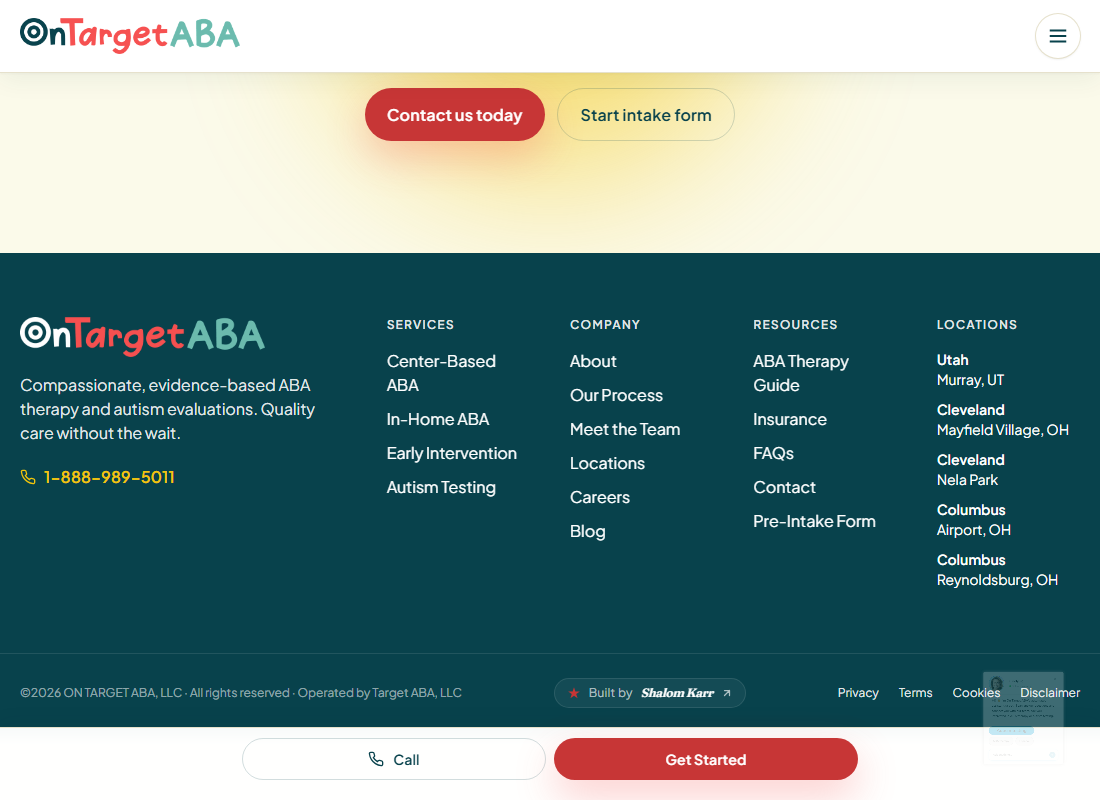 OnTarget ABA
Contact us today
Start intake form
OnTarget ABA
Compassionate, evidence-based ABA
therapy and autism evaluations. Quality
care without the wait.
1-888-989-5011
SERVICES
Center-Based
ABA
In-Home ABA
Early Intervention
Autism Testing
COMPANY
About
Our Process
Meet the Team
Locations
Careers
Blog
RESOURCES
ABA Therapy
Guide
Insurance
FAQs
Contact
Pre-Intake Form
LOCATIONS
Utah
Murray, UT
Cleveland
Mayfield Village, OH
Cleveland
Nela Park
Columbus
Airport, OH
Columbus
Reynoldsburg, OH
©2026 ON TARGET ABA, LLC · All rights reserved · Operated by Target ABA, LLC
Built by Shalom Karr
Privacy Terms Cookies Disclaimer
Call
Get Started